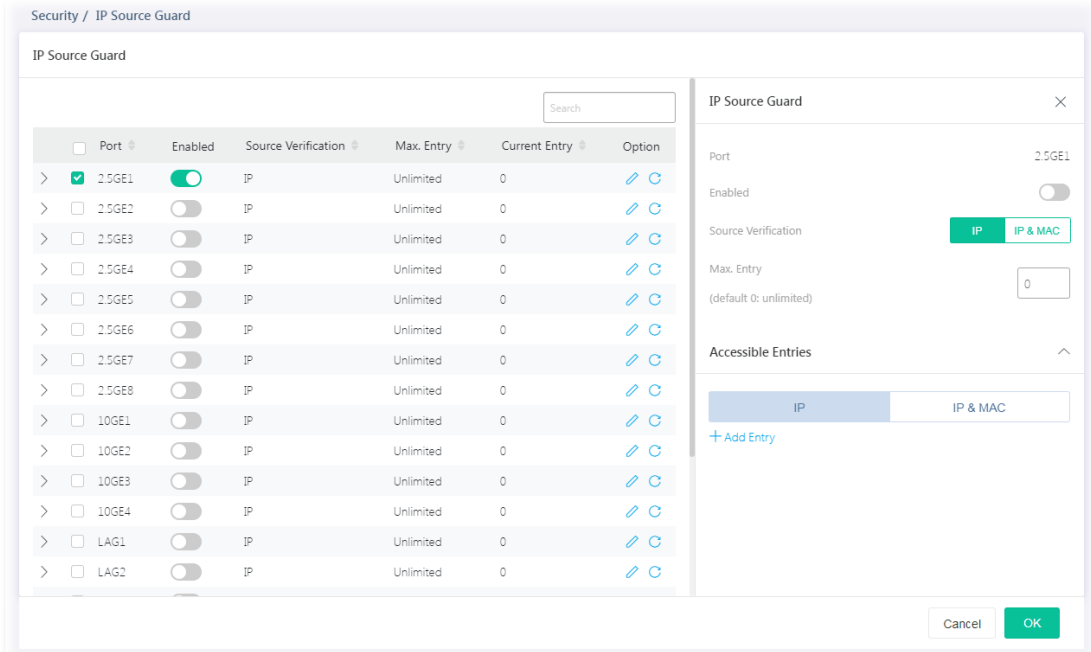 Security / IP Source Guard
IP Source Guard
Search
Port Enabled Source Verification Max. Entry Current Entry Option
2.5GE1 IP Unlimited 0
2.5GE2 IP Unlimited 0
2.5GE3 IP Unlimited 0
2.5GE4 IP Unlimited 0
2.5GE5 IP Unlimited 0
2.5GE6 IP Unlimited 0
2.5GE7 IP Unlimited 0
2.5GE8 IP Unlimited 0
10GE1 IP Unlimited 0
10GE2 IP Unlimited 0
10GE3 IP Unlimited 0
10GE4 IP Unlimited 0
LAG1 IP Unlimited 0
LAG2 IP Unlimited 0
IP Source Guard
Port 2.5GE1
Enabled
Source Verification IP IP & MAC
Max. Entry
(default 0: unlimited) 0
Accessible Entries
IP IP & MAC
Add Entry
Cancel OK